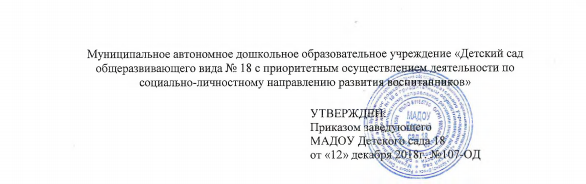 Муниципальное автономное дошкольное образовательное учреждение «Детский сад
общеразвивающего вида № 18 с приоритетным осуществлением деятельности по
социально-личностному направлению развития воспитанников»
УТВЕРЖДЕН:
Приказом заведующего
МАДОУ Детского сада 18
от «12» декабря 2018г. №107-ОД
МАДОУ